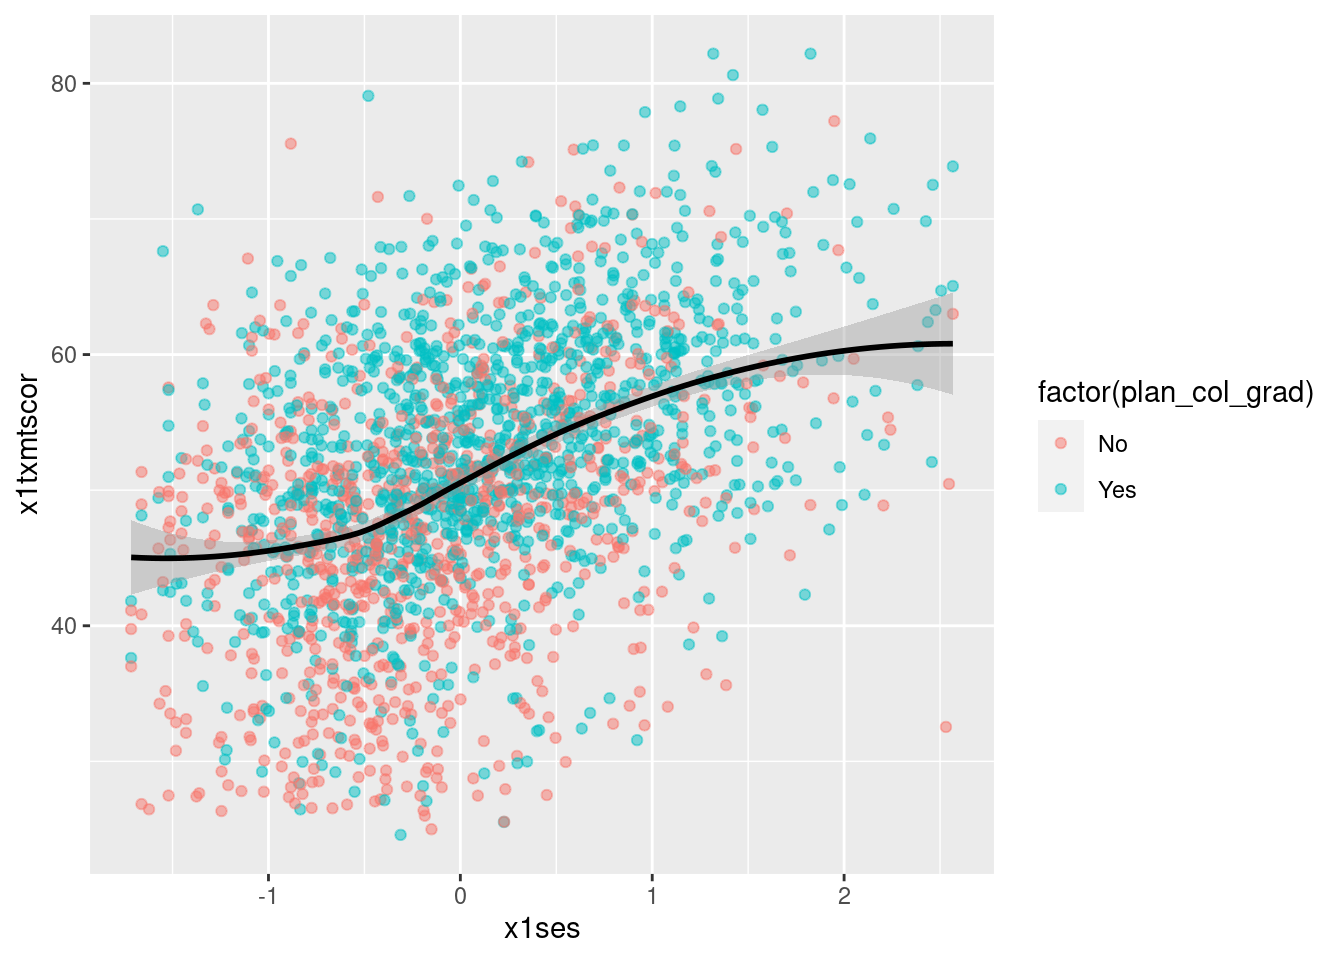 80
60
40
x1txmtscor
-1
0
1
2
x1ses
factor(plan_col_grad)
No
Yes